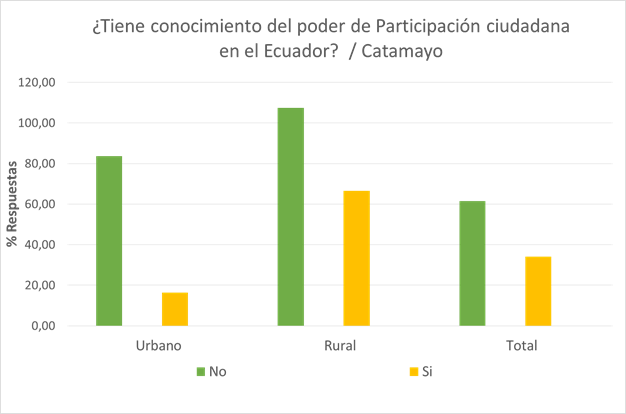 ¿Tiene conocimiento del poder de Participación ciudadana
en el Ecuador?  / Catamayo
120,00
100,00
80,00
60,00
40,00
20,00
0,00
% Respuestas
Urbano
Rural
Total
No
Si